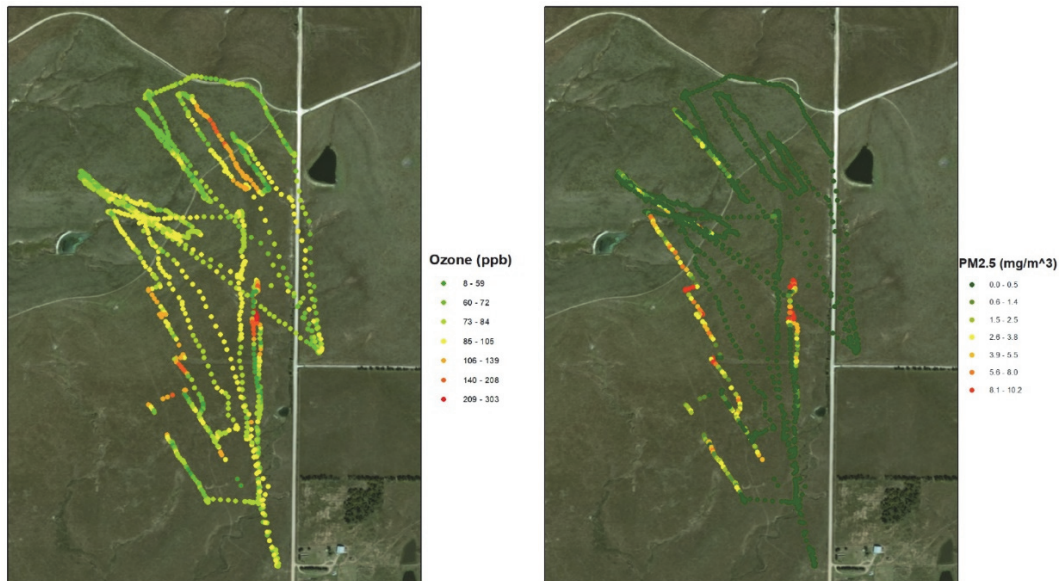 Ozone (ppb)
8 - 59
60 - 72
73 - 84
85 - 105
106 - 139
140 - 208
209 - 303
PM2.5 (mg/m^3)
0.0 - 0.5
0.6 - 1.4
1.5 - 2.5
2.6 - 3.8
3.9 - 5.5
5.6 - 8.0
8.1 - 10.2